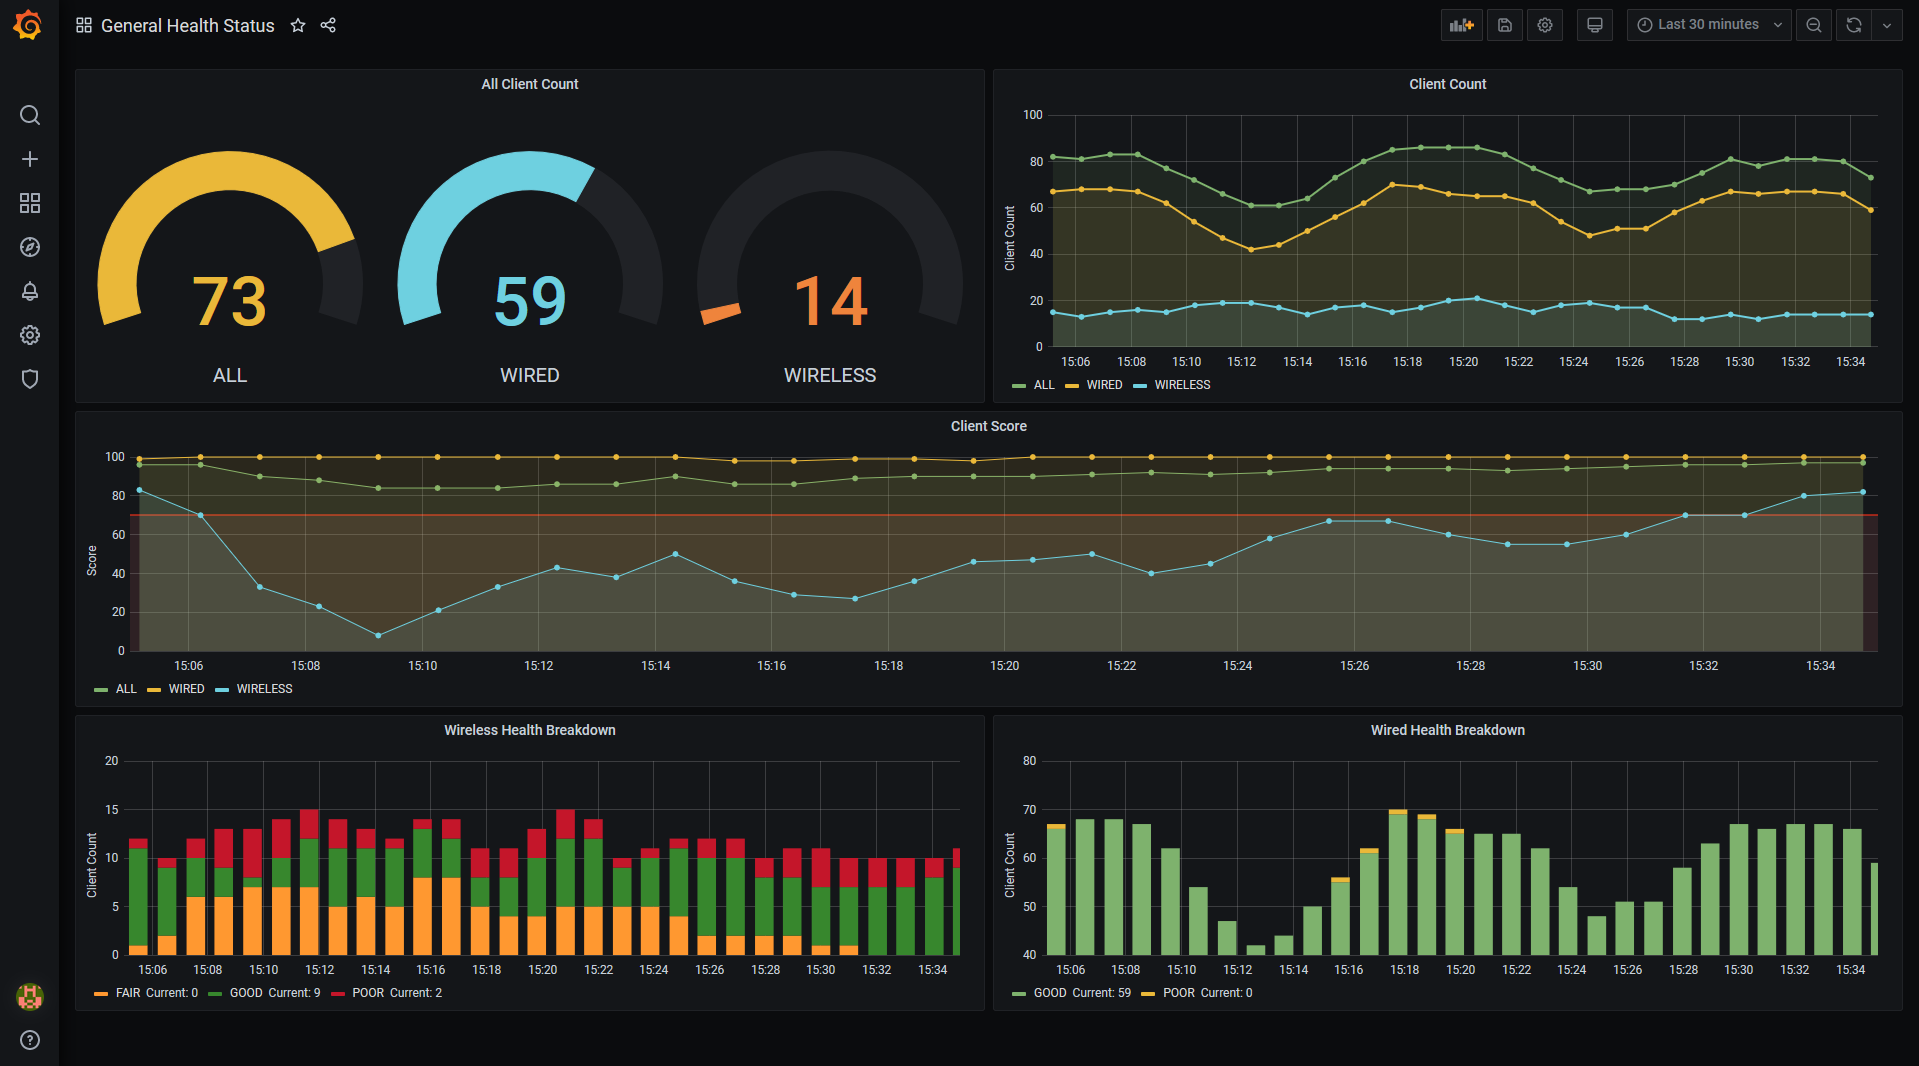 General Health Status
Last 30 minutes
All Client Count
73
59
14
ALL
WIRED
WIRELESS
Client Count
100
80
60
40
20
0
Client Count
15:06 15:08 15:10 15:12 15:14 15:16 15:18 15:20 15:22 15:24 15:26 15:28 15:30 15:32 15:34
ALL WIRED WIRELESS
Client Score
100
80
60
40
20
0
Score
15:06 15:08 15:10 15:12 15:14 15:16 15:18 15:20 15:22 15:24 15:26 15:28 15:30 15:32 15:34
ALL WIRED WIRELESS
Wireless Health Breakdown
20
15
10
5
0
Client Count
15:06 15:08 15:10 15:12 15:14 15:16 15:18 15:20 15:22 15:24 15:26 15:28 15:30 15:32 15:34
FAIR Current: 0 GOOD Current: 9 POOR Current: 2
Wired Health Breakdown
80
70
60
50
40
Client Count
15:06 15:08 15:10 15:12 15:14 15:16 15:18 15:20 15:22 15:24 15:26 15:28 15:30 15:32 15:34
GOOD Current: 59 POOR Current: 0